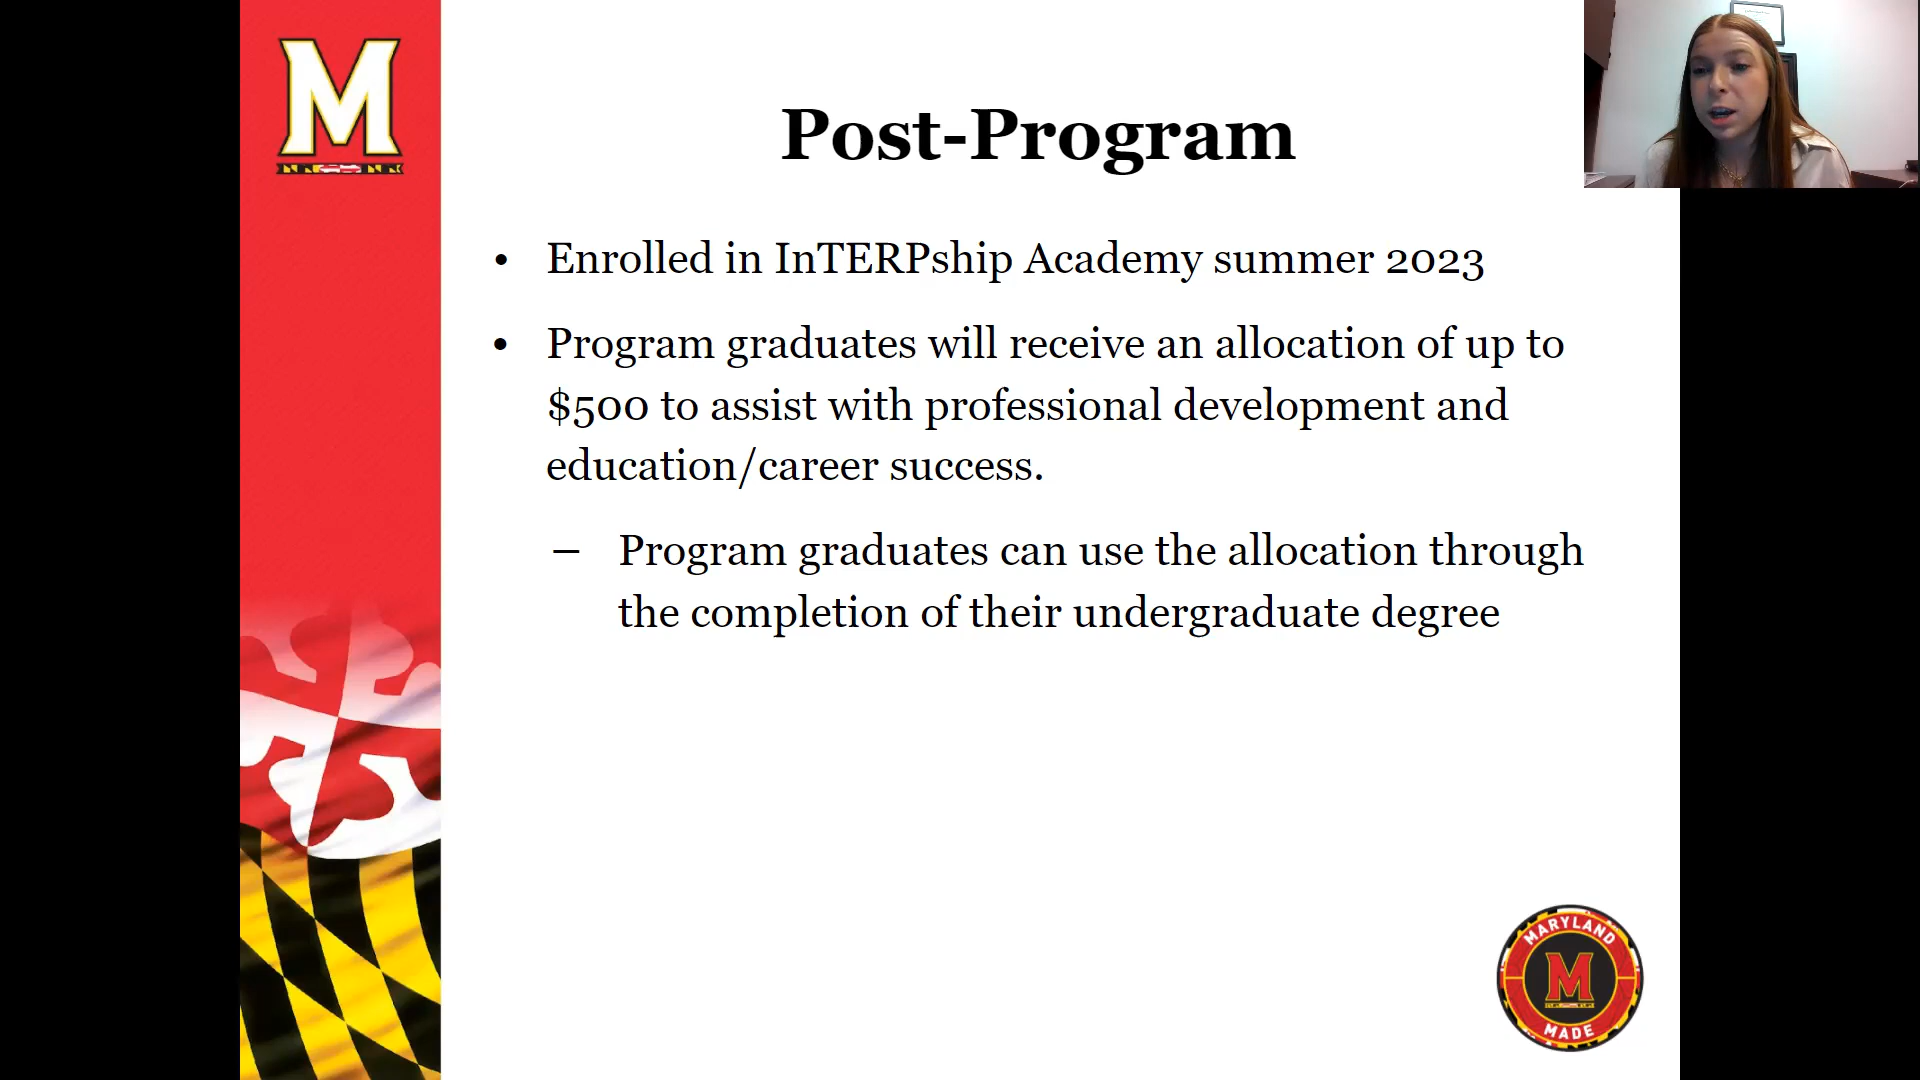 M
Post-Program
• Enrolled in InTERPship Academy summer 2023
• Program graduates will receive an allocation of up to
$500 to assist with professional development and
education/career success.
– Program graduates can use the allocation through
the completion of their undergraduate degree
MARYLAND
M
MADE